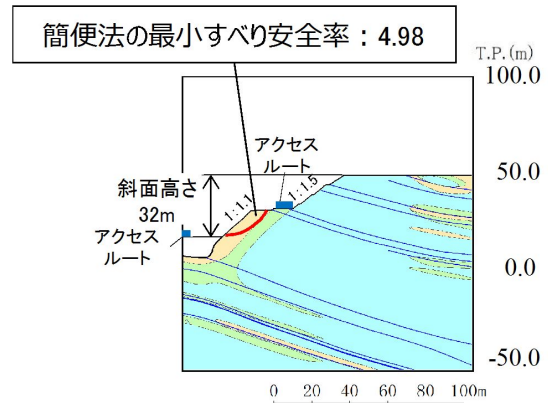 簡便法の最小すべり安全率：4.98
T.P.(m)
100.0
アクセス
ルート
50.0
斜面高さ
32m
1:1.1
1:1.5
アクセス
ルート
0.0
-50.0
0 20 40 60 80 100m